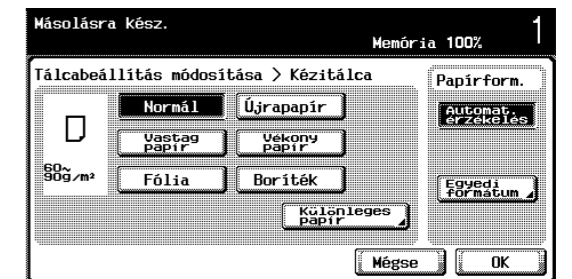 Másolásra kész.
Memória 100%
1
Tálcabeállítás módosítása > Kézitálca
Papírform.
Normál
Újrapapír
Automat.
érzékelés
Vastag
papír
Vékony
papír
60~
90g/m²
Fólia
Boríték
Egyedi
formátum
Különleges
papír
Mégse
OK